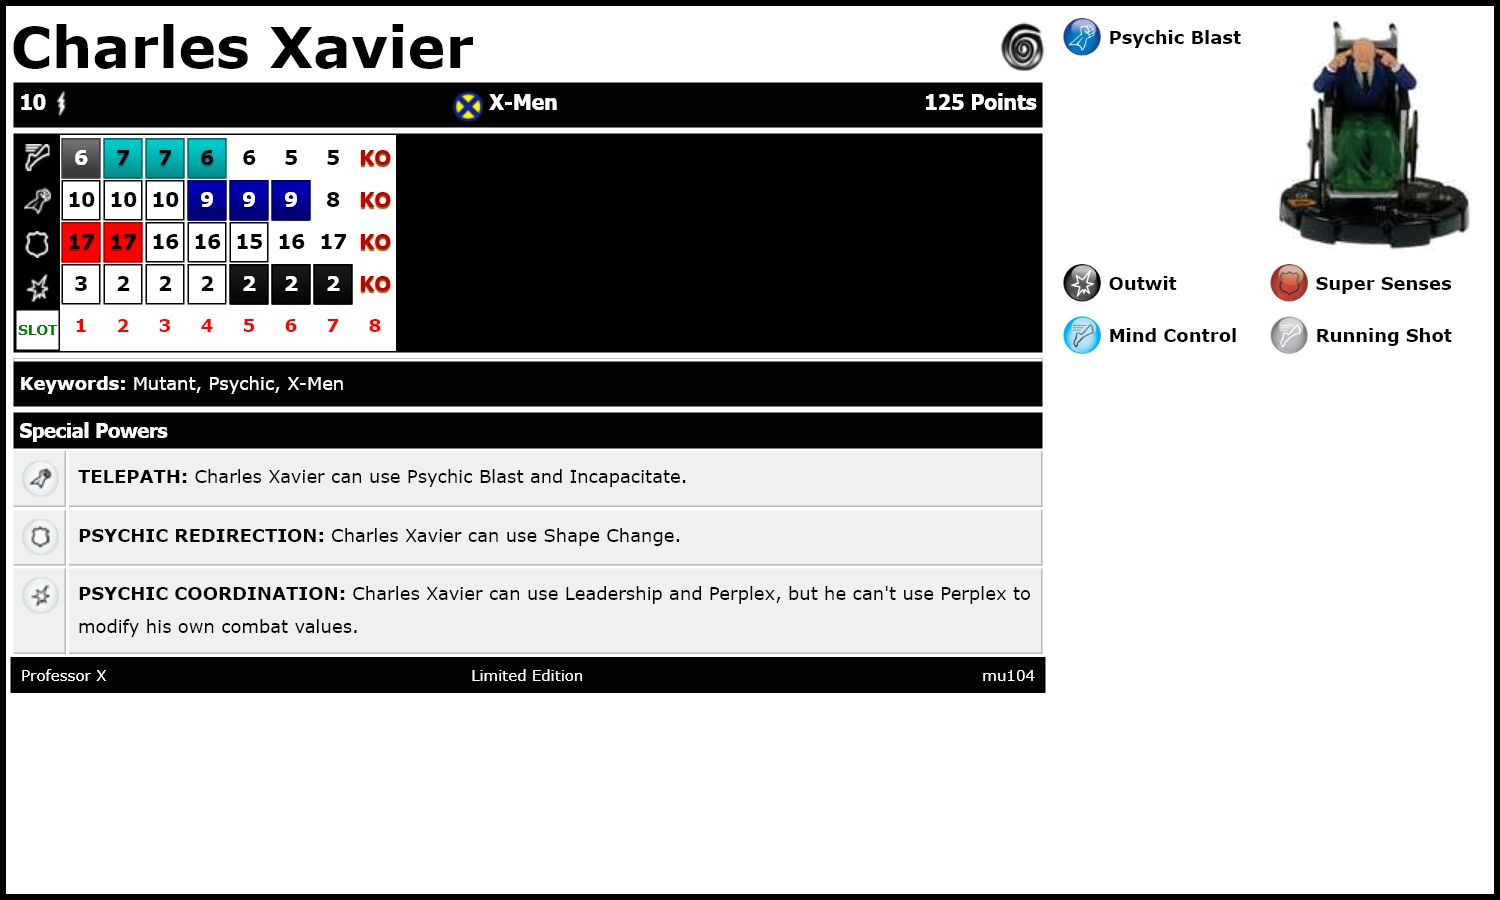 Charles Xavier
10 X-Men 125 Points
6 7 7 6 6 5 5 KO
10 10 10 9 9 9 8 KO
17 17 16 16 15 16 17 KO
3 2 2 2 2 2 2 KO
SLOT 1 2 3 4 5 6 7 8
Keywords: Mutant, Psychic, X-Men
Special Powers
TELEPATH: Charles Xavier can use Psychic Blast and Incapacitate.
PSYCHIC REDIRECTION: Charles Xavier can use Shape Change.
PSYCHIC COORDINATION: Charles Xavier can use Leadership and Perplex, but he can't use Perplex to
modify his own combat values.
Professor X Limited Edition mu104
Psychic Blast
Outwit Super Senses
Mind Control Running Shot